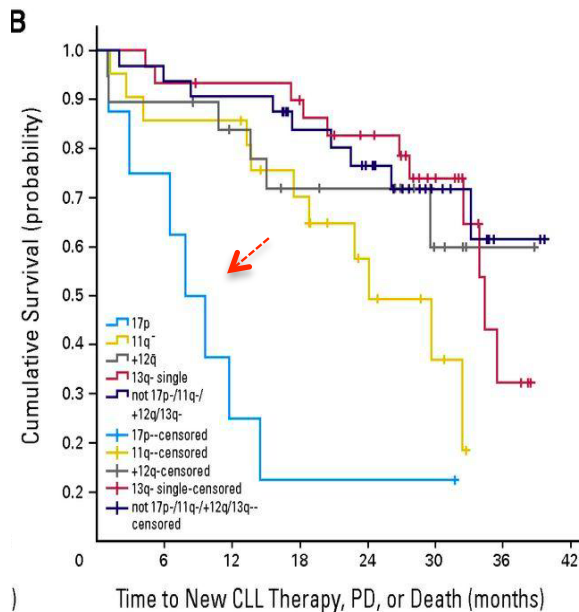 B
Cumulative Survival (probability)
1.0
0.9
0.8
0.7
0.6
0.5
0.4
0.3
0.2
0.2
17p
11q⁻
+12q̄
13q- single
not 17p-/11q-/
+12q/13q-
17p--censored
11q--censored
+12q-censored
13q- single-censored
not 17p-/11q-/+12q/13q--
censored
0 6 12 18 24 30 36 42
) Time to New CLL Therapy, PD, or Death (months)